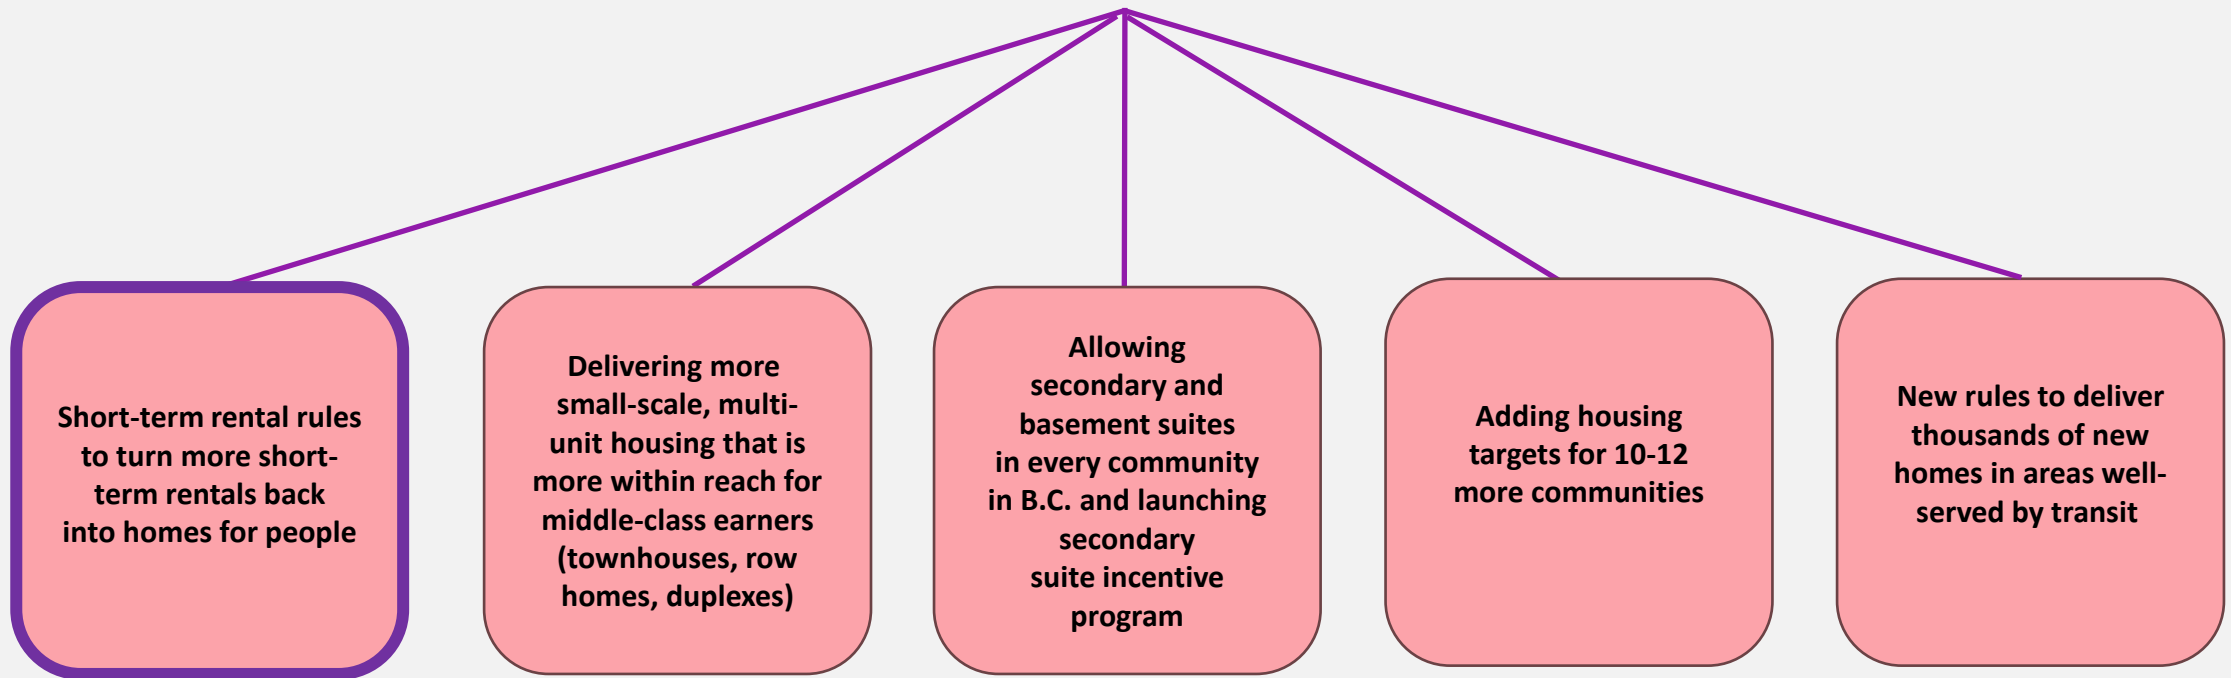 Short-term rental rules
to turn more short-
term rentals back
into homes for people
Delivering more
small-scale, multi-
unit housing that is
more within reach for
middle-class earners
(townhouses, row
homes, duplexes)
Allowing
secondary and
basement suites
in every community
in B.C. and launching
secondary
suite incentive
program
Adding housing
targets for 10-12
more communities
New rules to deliver
thousands of new
homes in areas well-
served by transit